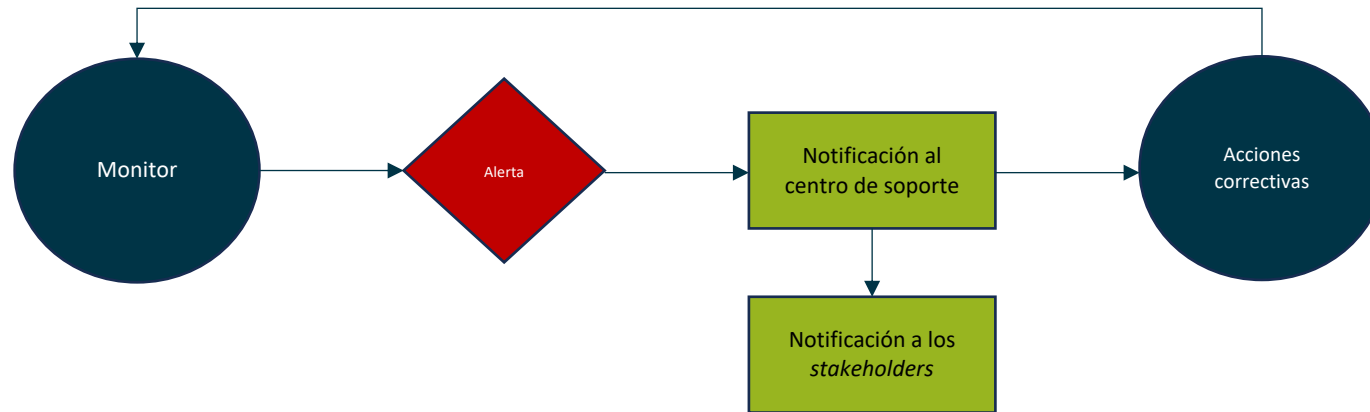 Monitor
Alerta
Notificación al
centro de soporte
Acciones
correctivas
Notificación a los
stakeholders